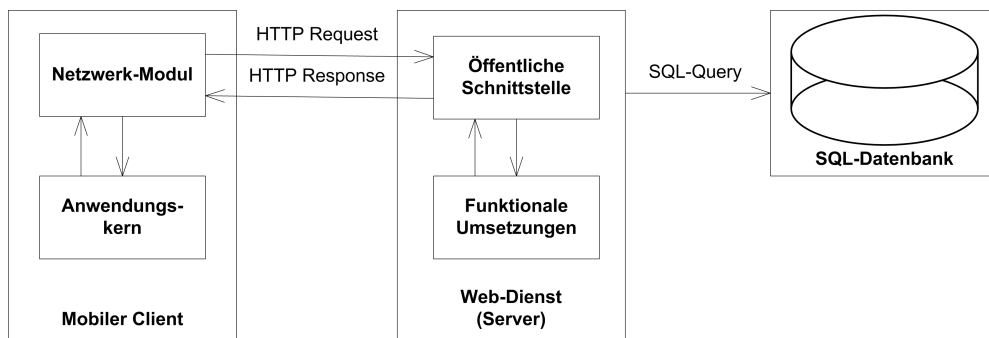 HTTP Request
Netzwerk-Modul
HTTP Response
Öffentliche
Schnittstelle
SQL-Query
SQL-Datenbank
Anwendungs-
kern
Funktionale
Umsetzungen
Mobiler Client
Web-Dienst
(Server)